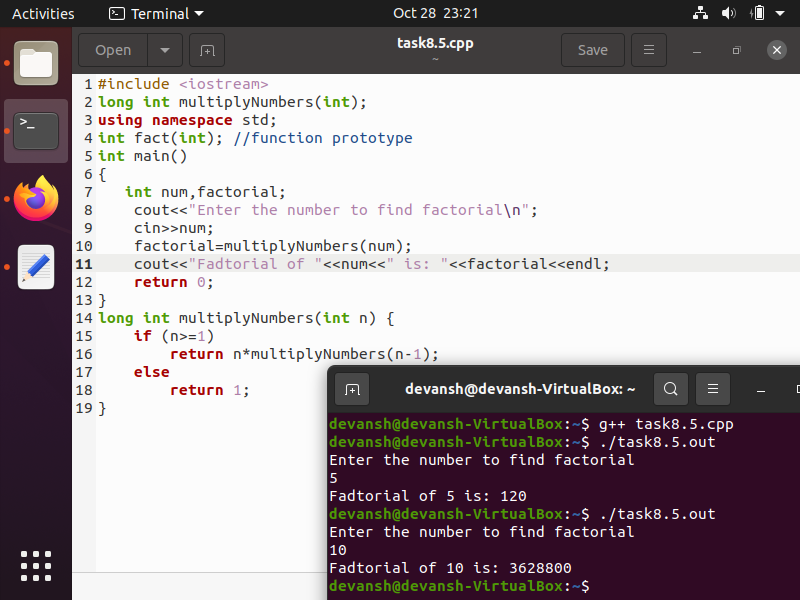 Activities
Terminal
Oct 28 23:21
Open
task8.5.cpp
~
Save
1 #include <iostream>
2 long int multiplyNumbers(int);
3 using namespace std;
4 int fact(int); //function prototype
5 int main()
6 {
7    int num,factorial;
8     cout<<"Enter the number to find factorial\n";
9     cin>>num;
10     factorial=multiplyNumbers(num);
11     cout<<"Fadtorial of "<<num<<" is: "<<factorial<<endl;
12     return 0;
13 }
14 long int multiplyNumbers(int n) {
15     if (n>=1)
16         return n*multiplyNumbers(n-1);
17     else
18         return 1;
19 }
>_
devansh@devansh-VirtualBox: ~
devansh@devansh-VirtualBox:~$ g++ task8.5.cpp
devansh@devansh-VirtualBox:~$ ./task8.5.out
Enter the number to find factorial
5
Fadtorial of 5 is: 120
devansh@devansh-VirtualBox:~$ ./task8.5.out
Enter the number to find factorial
10
Fadtorial of 10 is: 3628800
devansh@devansh-VirtualBox:~$